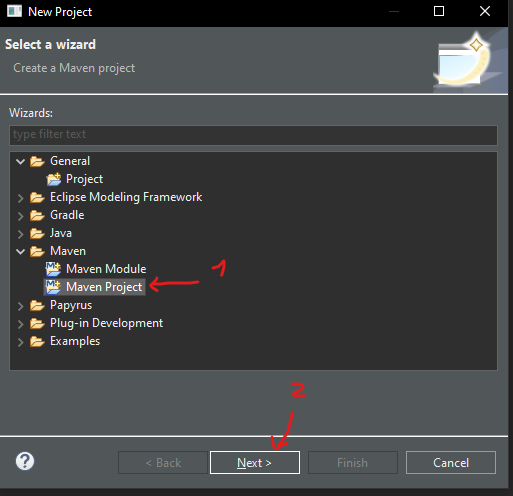 New Project
Select a wizard
Create a Maven project
Wizards:
type filter text
General
Project
Eclipse Modeling Framework
Gradle
Java
Maven
Maven Module
Maven Project
1
Papyrus
Plug-in Development
Examples
2
?
< Back
Next >
Finish
Cancel